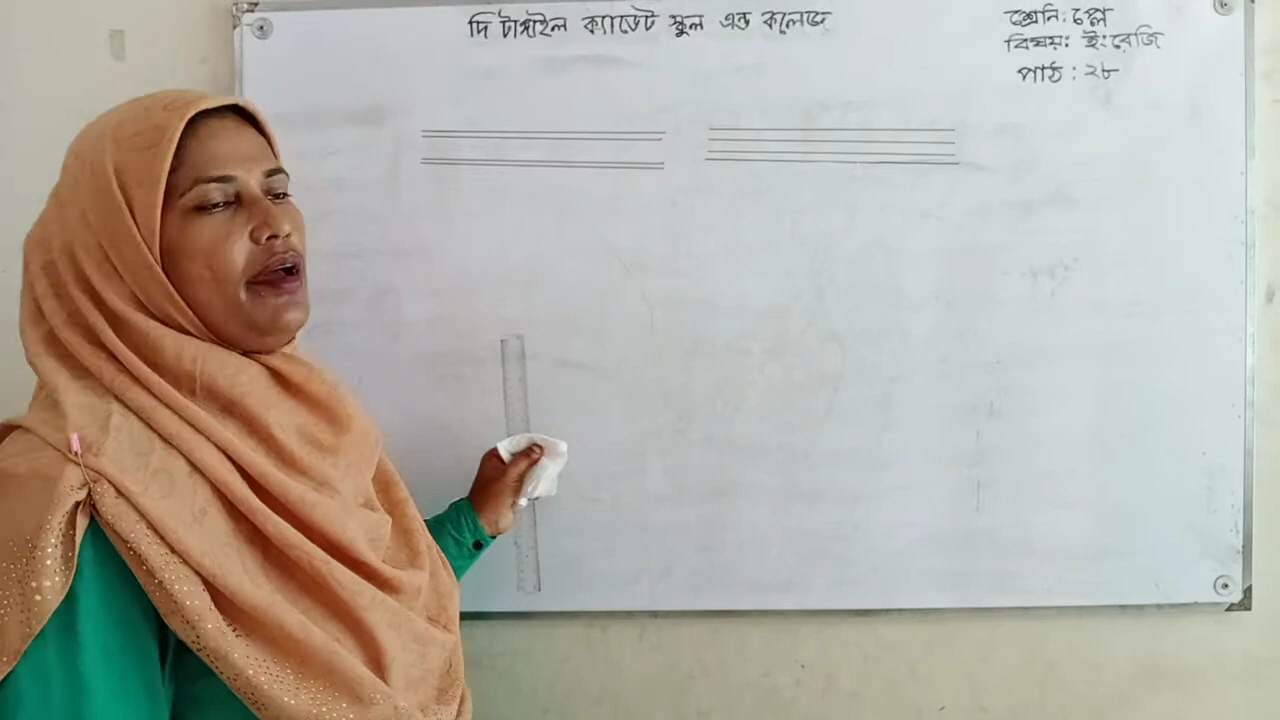 দি টাঙ্গাইল ক্যাডেট স্কুল এন্ড কলেজ
শ্রেনি: প্লে
বিষয়: ইংরেজি
পাঠ : ২৮